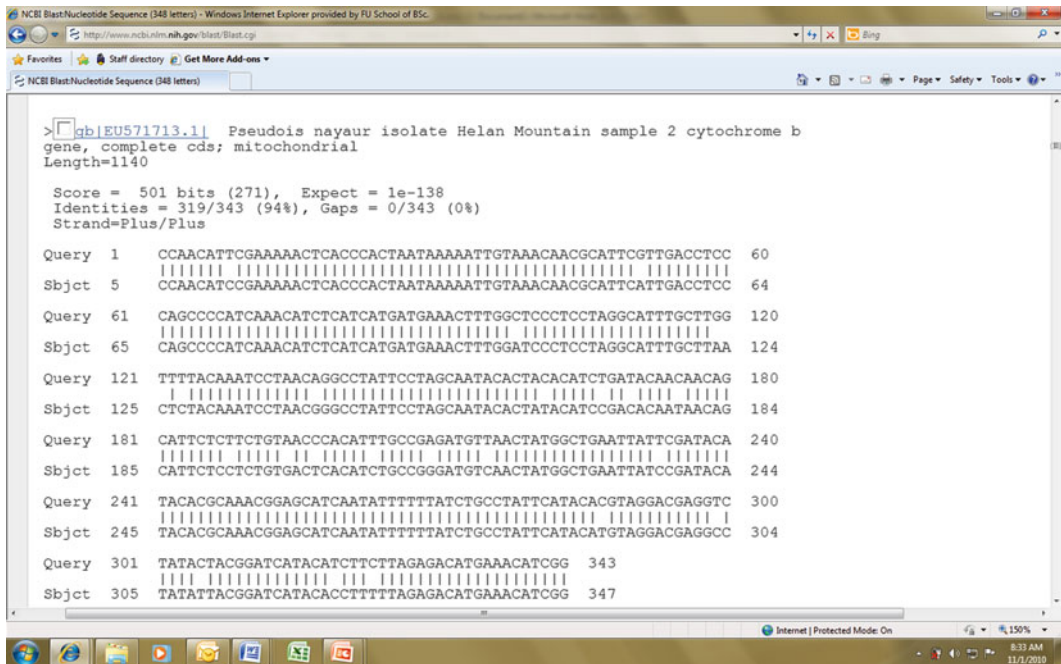 NCBI Blast:Nucleotide Sequence (348 letters) - Windows Internet Explorer provided by FU School of BSc.
http://www.ncbi.nlm.nih.gov/blast/Blast.cgi
Bing
Favorites Staff directory Get More Add-ons
NCBI Blast:Nucleotide Sequence (348 letters)
Page Safety Tools
>gb|EU571713.1| Pseudois nayaur isolate Helan Mountain sample 2 cytochrome b
gene, complete cds; mitochondrial
Length=1140
Score = 501 bits (271), Expect = 1e-138
Identities = 319/343 (94%), Gaps = 0/343 (0%)
Strand=Plus/Plus
Query 1 CCAACATTCGAAAAACTCACCCACTAATAAAAATTGTAAACAACGCATTCGTTGACCTCC 60
Sbjct 5 CCAACATCCGAAAAACTCACCCACTAATAAAAATTGTAAACAACGCATTCATTGACCTCC 64
Query 61 CAGCCCCATCAAACATCTCATCATGATGAAACTTTGGCTCCCTCCTAGGCATTTGCTTGG 120
Sbjct 65 CAGCCCCATCAAACATCTCATCATGATGAAACTTTGGATCCCTCCTAGGCATTTGCTTAA 124
Query 121 TTTTACAAATCCTAACAGGCCTATTCCTAGCAATACACTACACATCTGATACAACAACAG 180
Sbjct 125 CTCTACAAATCCTAACGGGCCTATTCCTAGCAATACACTATACATCCGACACAATAACAG 184
Query 181 CATTCTCTTCTGTAACCCACATTTGCCGAGATGTTAACTATGGCTGAATTATTCGATACA 240
Sbjct 185 CATTCTCCTCTGTGACTCACATCTGCCGGGATGTCAACTATGGCTGAATTATCCGATACA 244
Query 241 TACACGCAAACGGAGCATCAATATTTTTTATCTGCCTATTCATACACGTAGGACGAGGTC 300
Sbjct 245 TACACGCAAACGGAGCATCAATATTTTTTATCTGCCTATTCATACATGTAGGACGAGGCC 304
Query 301 TATACTACGGATCATACATCTTCTTAGAGACATGAAACATCGG 343
Sbjct 305 TATATTACGGATCATACACCTTTTTAGAGACATGAAACATCGG 347
Internet | Protected Mode: On 150%
8:33 AM
11/1/2010